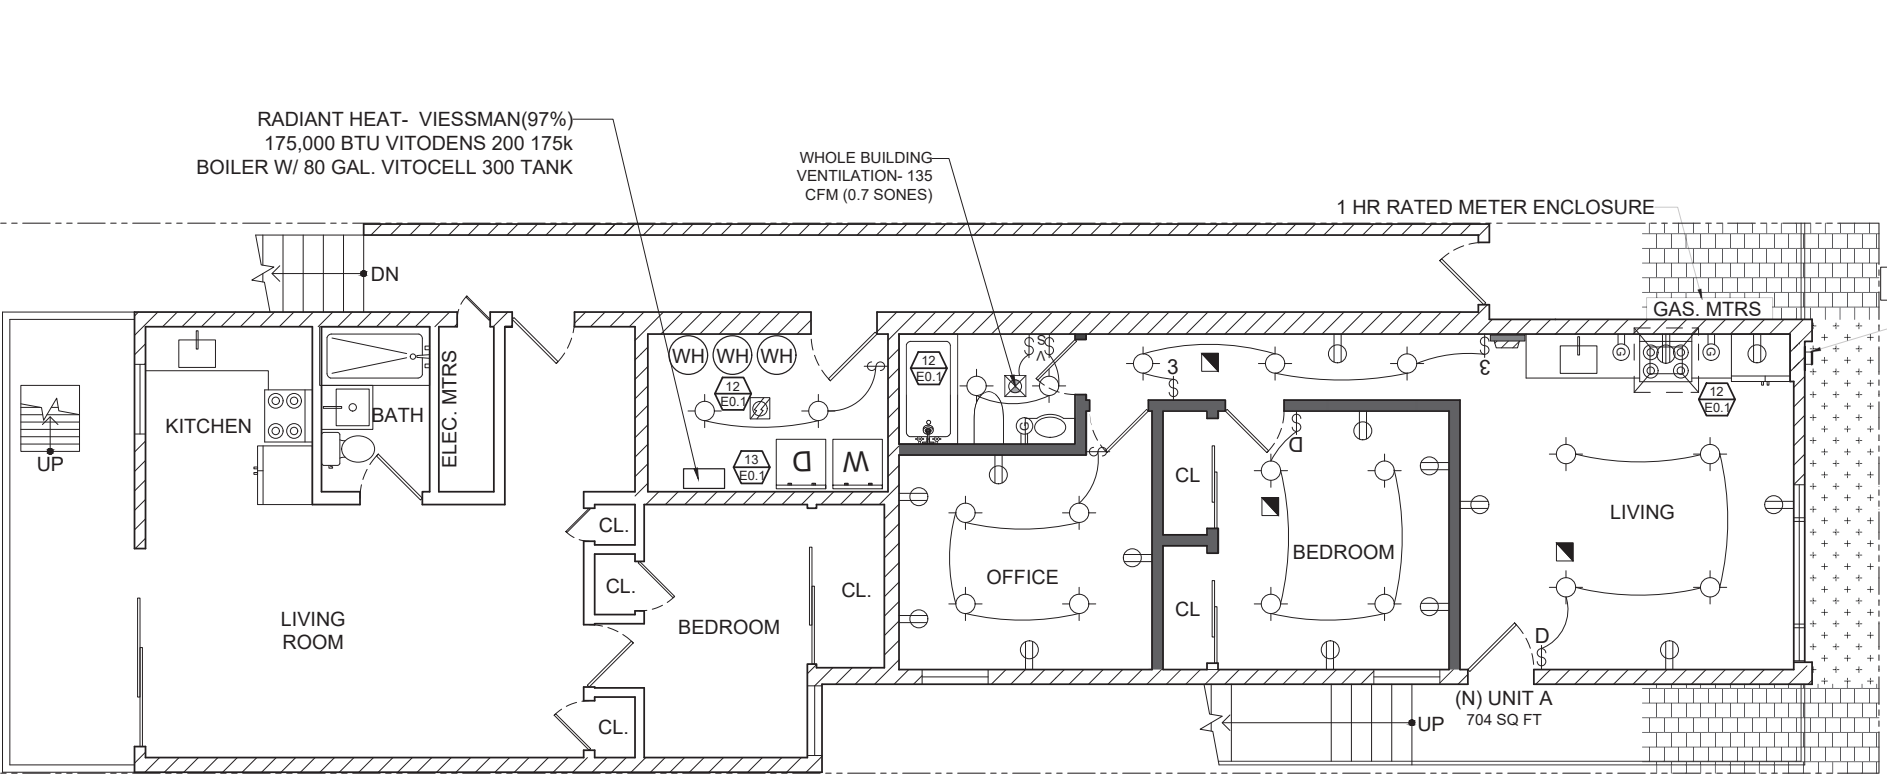 RADIANT HEAT- VIESSMAN(97%)
175,000 BTU VITODENS 200 175k
BOILER W/ 80 GAL. VITOCELL 300 TANK
WHOLE BUILDING
VENTILATION- 135
CFM (0.7 SONES)
1 HR RATED METER ENCLOSURE
DN
GAS. MTRS
WH
WH
WH
12
E0.1
12
E0.1
12
E0.1
13
E0.1
KITCHEN
BATH
ELEC. MTRS
UP
D
W
S
V
$
$
$
3
$
$
3
$
D
$
CL.
CL.
CL.
CL.
LIVING
ROOM
BEDROOM
OFFICE
CL
CL
BEDROOM
LIVING
D
$
(N) UNIT A
704 SQ FT
UP